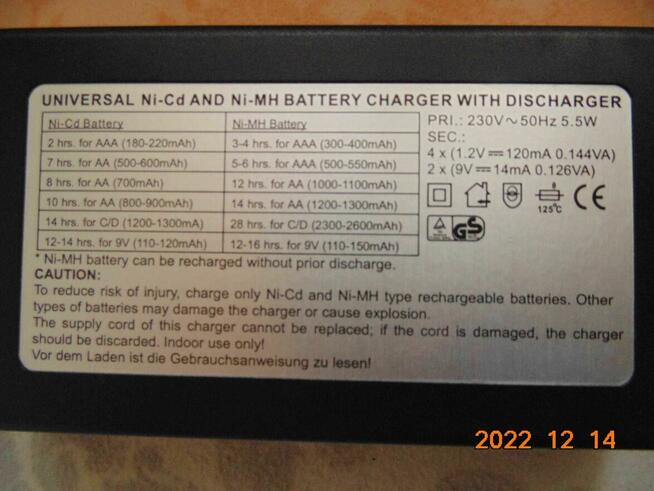 UNIVERSAL Ni-Cd AND Ni-MH BATTERY CHARGER WITH DISCHARGER
Ni-Cd Battery Ni-MH Battery
2 hrs. for AAA (180-220mAh) 3-4 hrs. for AAA (300-400mAh)
7 hrs. for AA (500-600mAh) 5-6 hrs. for AAA (500-550mAh)
8 hrs. for AA (700mAh) 12 hrs. for AA (1000-1100mAh)
10 hrs. for AA (800-900mAh) 14 hrs. for AA (1200-1300mAh)
14 hrs. for C/D (1200-1300mA) 28 hrs. for C/D (2300-2600mAh)
12-14 hrs. for 9V (110-120mAh) 12-16 hrs. for 9V (110-150mAh)
PRI.: 230V~50Hz 5.5W
SEC.:
4 x (1.2V⎓120mA 0.144VA)
2 x (9V⎓14mA 0.126VA)
125℃ CE
GS
* Ni-MH battery can be recharged without prior discharge.
CAUTION:
To reduce risk of injury, charge only Ni-Cd and Ni-MH type rechargeable batteries. Other
types of batteries may damage the charger or cause explosion.
The supply cord of this charger cannot be replaced; if the cord is damaged, the charger
should be discarded. Indoor use only!
Vor dem Laden ist die Gebrauchsanweisung zu lesen!
2022 12 14